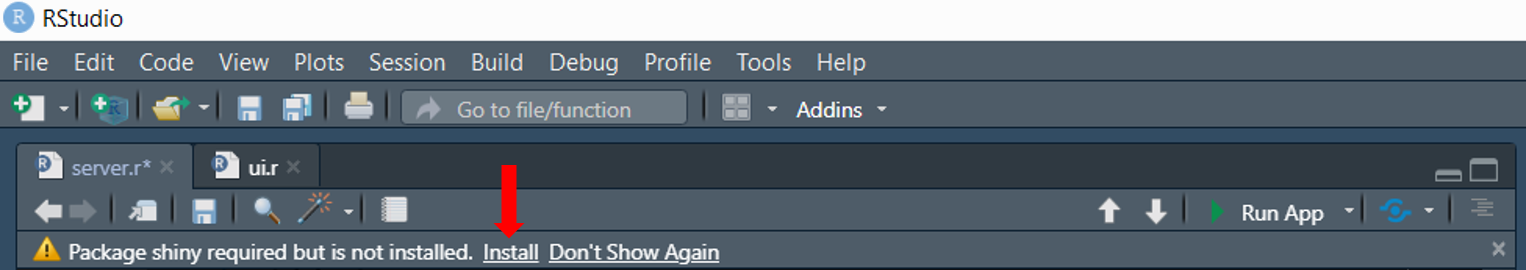 RStudio
File Edit Code View Plots Session Build Debug Profile Tools Help
Go to file/function Addins
server.r* ui.r
Run App
Package shiny required but is not installed. Install Don't Show Again